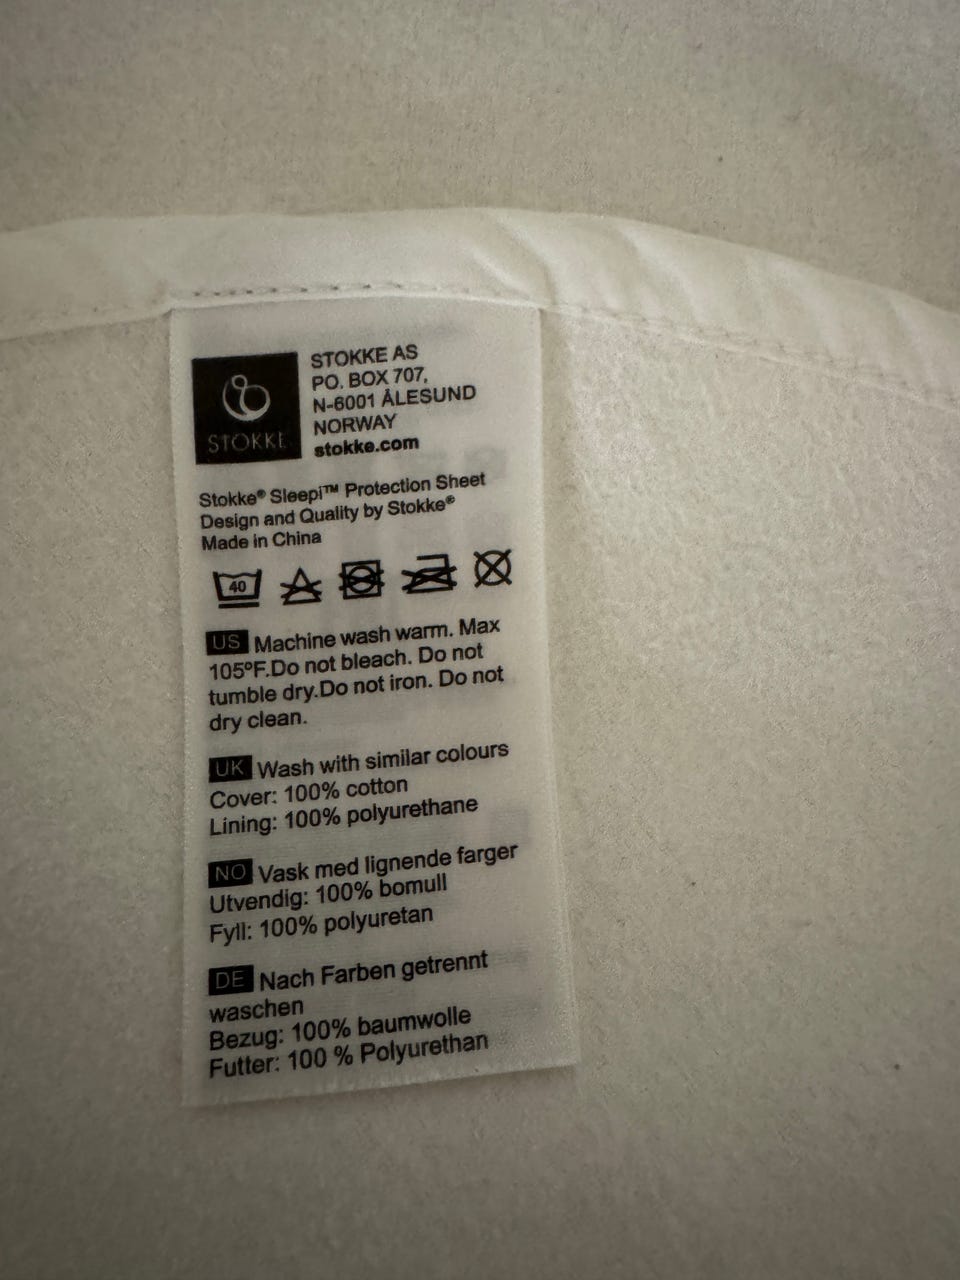 STOKKE
STOKKE AS
PO. BOX 707,
N-6001 ÅLESUND
NORWAY
stokke.com
Stokke® Sleepi™ Protection Sheet
Design and Quality by Stokke®
Made in China
40
US Machine wash warm. Max
105ºF.Do not bleach. Do not
tumble dry.Do not iron. Do not
dry clean.
UK Wash with similar colours
Cover: 100% cotton
Lining: 100% polyurethane
NO Vask med lignende farger
Utvendig: 100% bomull
Fyll: 100% polyuretan
DE Nach Farben getrennt
waschen
Bezug: 100% baumwolle
Futter: 100 % Polyurethan